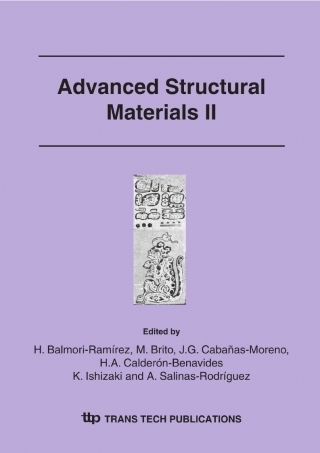 Advanced Structural
Materials II
Edited by
H. Balmori-Ramírez, M. Brito, J.G. Cabañas-Moreno,
H.A. Calderón-Benavides
K. Ishizaki and A. Salinas-Rodríguez
ttp TRANS TECH PUBLICATIONS